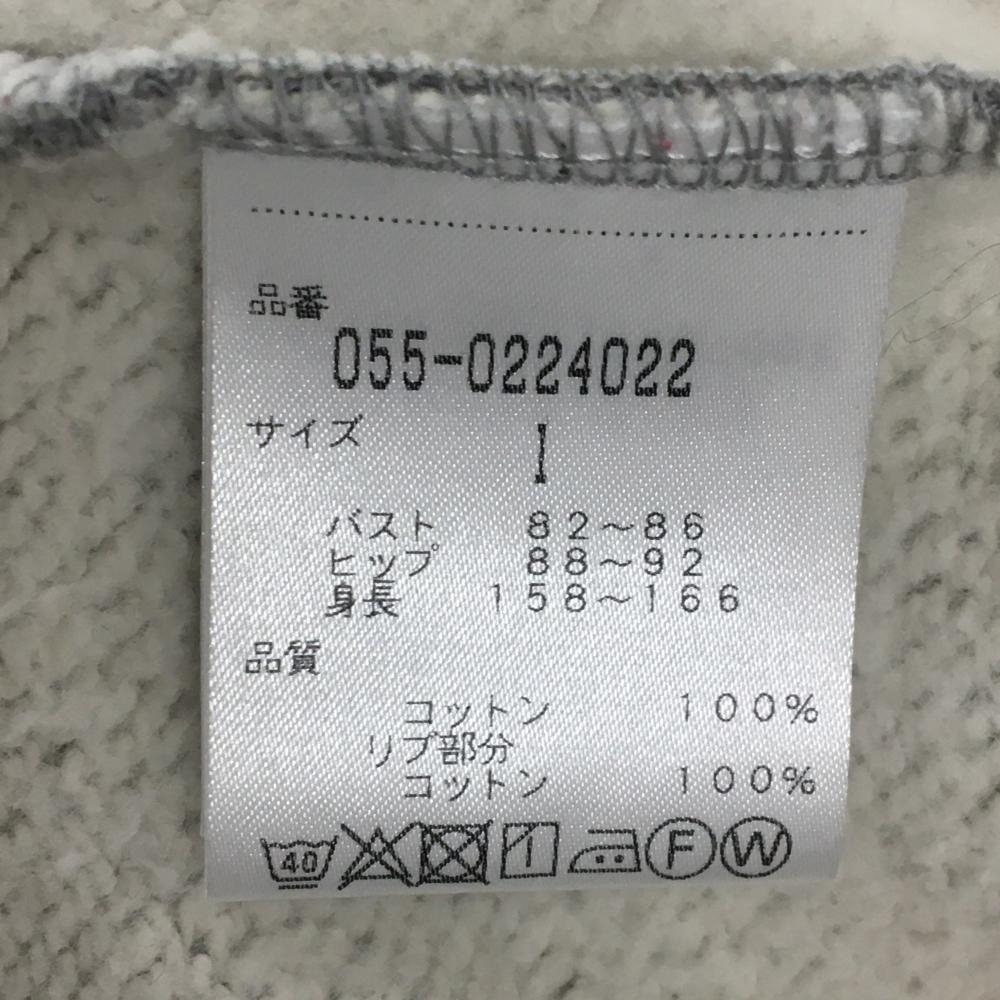 品番
055-0224022
サイズ I
バスト 82～86
ヒップ 88～92
身長 158～166
品質
コットン 100%
リブ部分
コットン 100%
40 F W